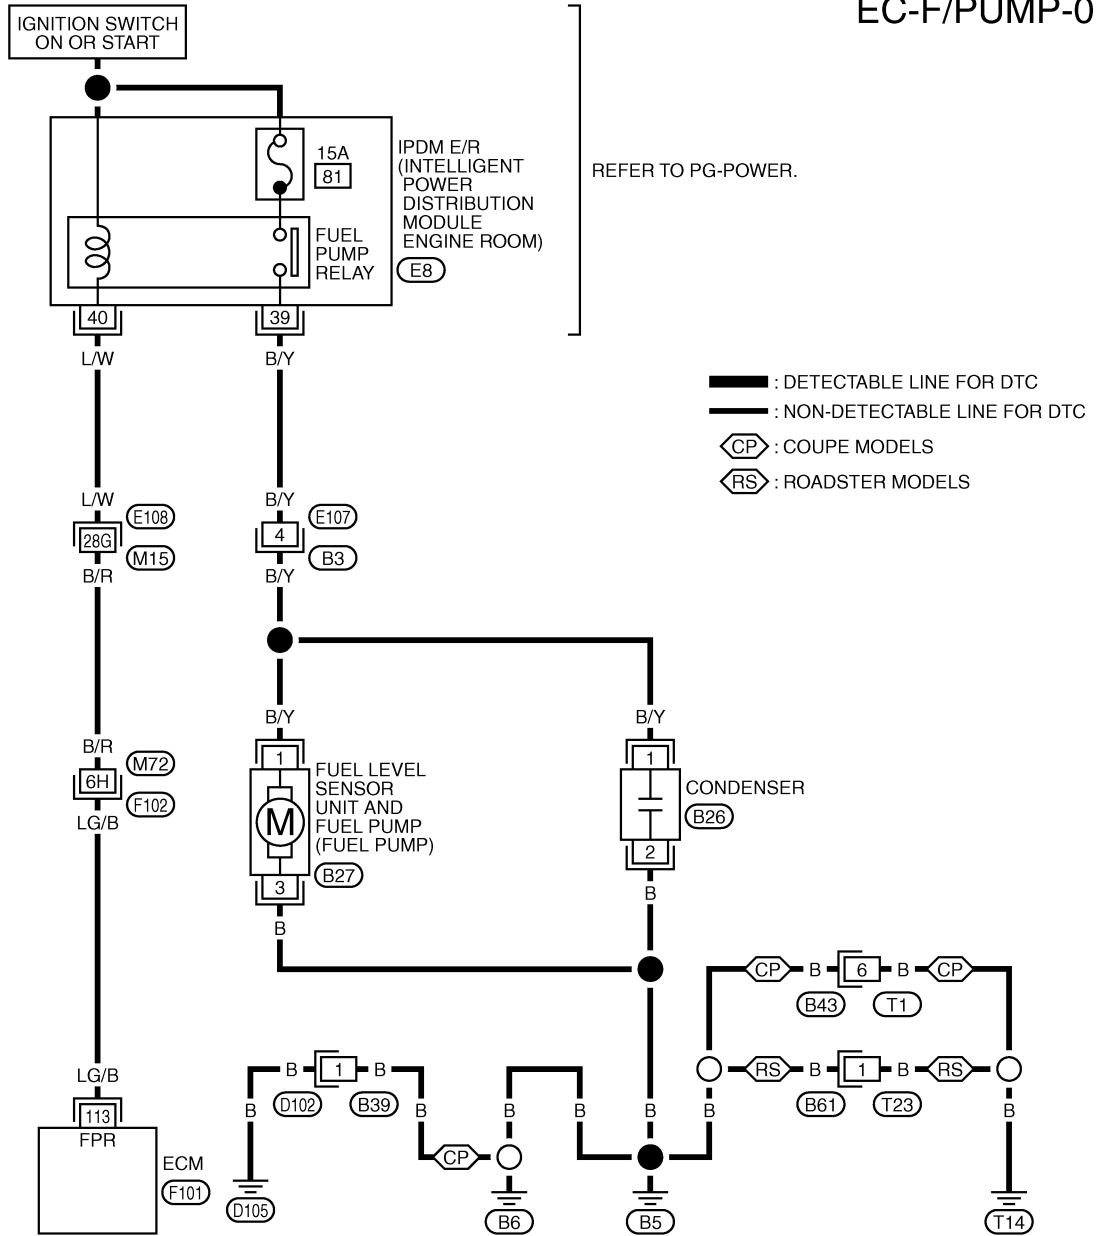 EC-F/PUMP-0
IGNITION SWITCH
ON OR START
15A
81
IPDM E/R
(INTELLIGENT
POWER
DISTRIBUTION
MODULE
ENGINE ROOM)
E8
REFER TO PG-POWER.
FUEL
PUMP
RELAY
40
39
L/W
B/Y
: DETECTABLE LINE FOR DTC
: NON-DETECTABLE LINE FOR DTC
CP : COUPE MODELS
RS : ROADSTER MODELS
L/W
E108
28G
M15
B/R
B/Y
E107
4
B3
B/Y
B/R
M72
6H
F102
LG/B
B/Y
1
FUEL LEVEL
SENSOR
UNIT AND
FUEL PUMP
(FUEL PUMP)
M
B27
3
B
B/Y
1
CONDENSER
B26
2
B
CP B 6 B CP
B43 T1
RS B 1 B RS
B61 T23
B 1 B
D102 B39
LG/B
113
FPR
ECM
F101
B B B B B B B
CP
D105
B6
B5
T14